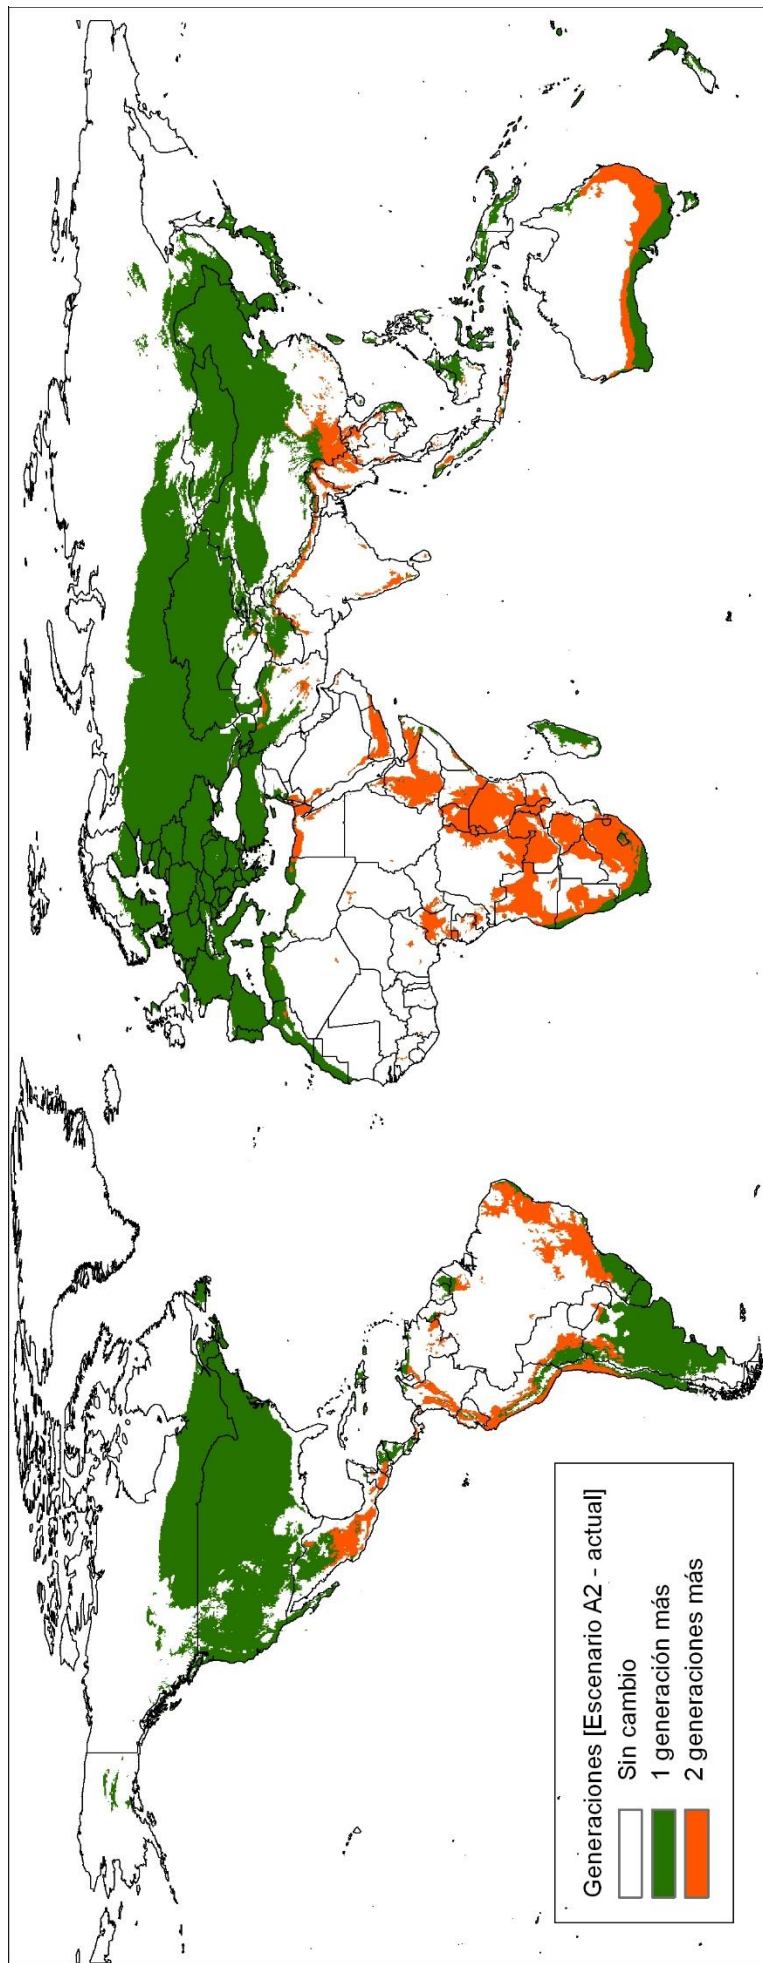 Generaciones [Escenario A2 - actual]
Sin cambio
1 generación más
2 generaciones más